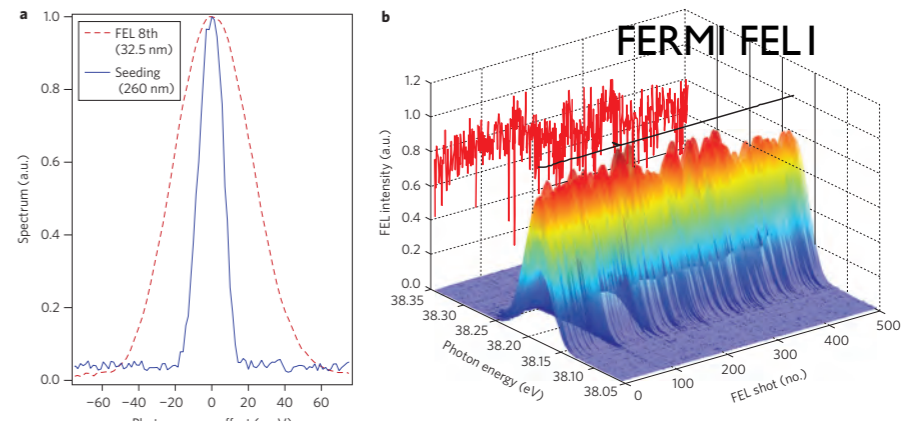 a
1.0
0.8
0.6
0.4
0.2
0.0
Spectrum (a.u.)
FEL 8th
(32.5 nm)
Seeding
(260 nm)
−60 −40 −20 0 20 40 60
b
FERMI FEL1
1.2
1.0
0.8
0.6
0.4
0.2
0.0
FEL intensity (a.u.)
38.35
38.30
38.25
38.20
38.15
38.10
38.05
Photon energy (eV)
0
100
200
300
400
500
FEL shot (no.)